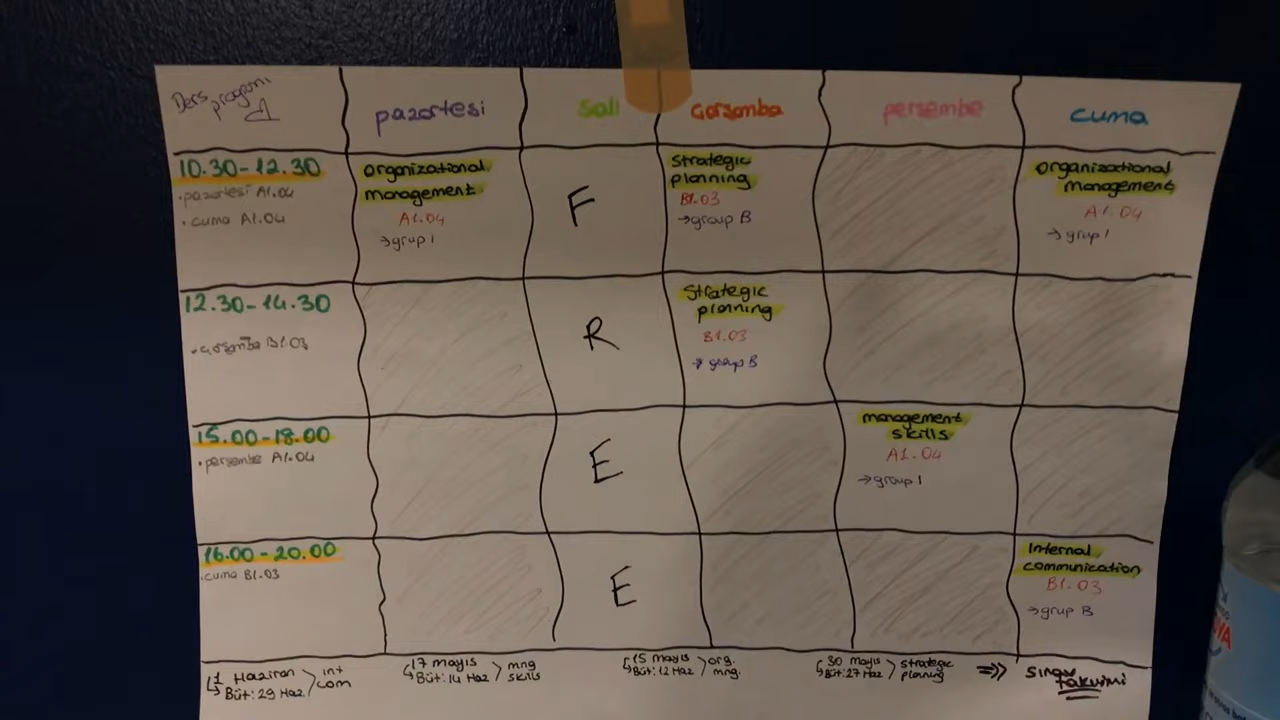 Ders programı
pazartesi
Sali
Carsamba
persembe
cuma
10.30-12.30
•pazartesi A1.04
•cuma A1.04
organizational
management
A1.04
→grup 1
F
Strategic
planning
B1.03
→group B
organizational
management
A1.04
→grup 1
12.30-14.30
•Carsamba B1.03
R
Strategic
planning
B1.03
→group B
15.00-18.00
•persembe A1.04
E
management
skills
A1.04
→group 1
16.00-20.00
•cuma B1.03
E
Internal
communication
B1.03
→grup B
1 Haziran
Büt: 29 Haz
int
com
17 mayıs
Büt: 14 Haz
mng
skills
15 mayıs
Büt: 12 Haz
org.
mng.
30 mayıs
Büt: 27 Haz
strategic
planning
⇒ sınav
takvimi